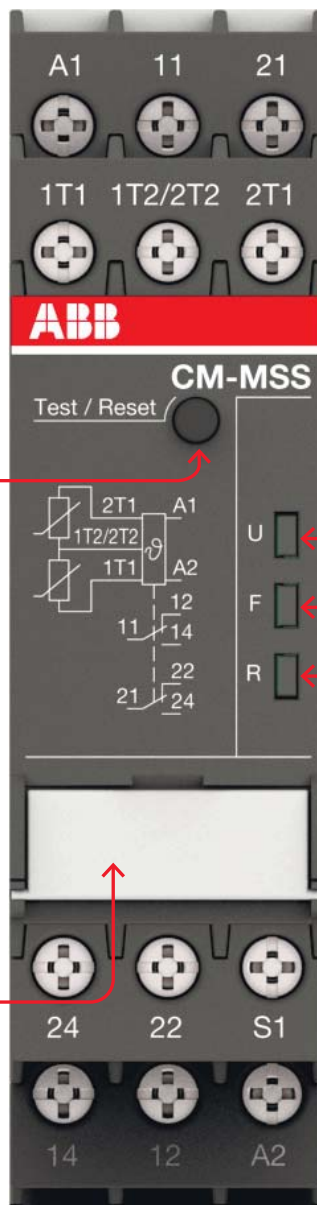 A1 11 21
1T1 1T2/2T2 2T1
ABB
CM-MSS
Test / Reset
2T1 A1
1T2/2T2
1T1 A2
12
11 14
22
21 24
U
F
R
24 22 S1
14 12 A2